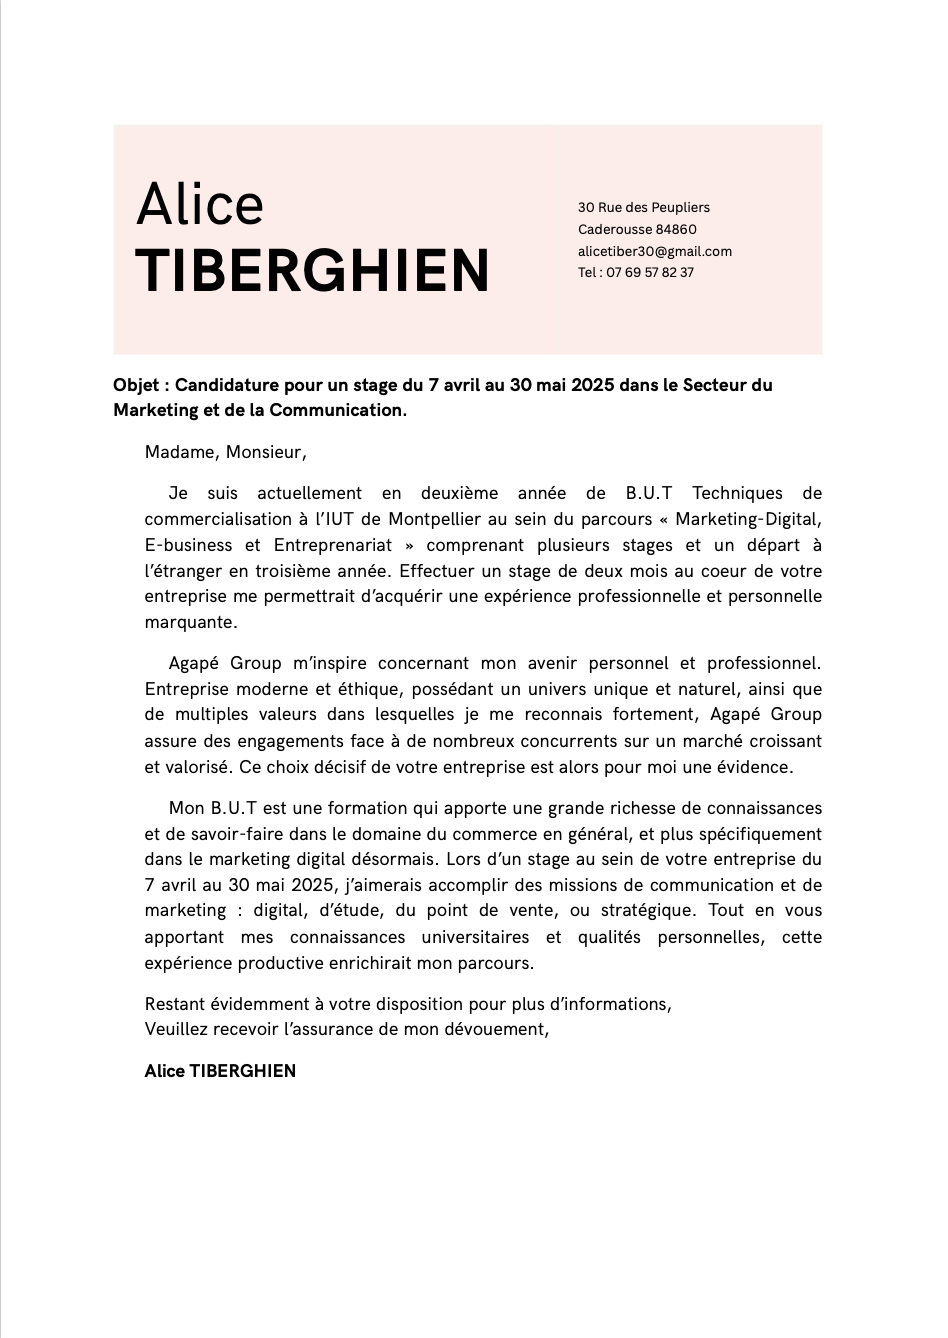 Alice
TIBERGHIEN
30 Rue des Peupliers
Caderousse 84860
alicetiber30@gmail.com
Tel : 07 69 57 82 37
Objet : Candidature pour un stage du 7 avril au 30 mai 2025 dans le Secteur du
Marketing et de la Communication.
Madame, Monsieur,
Je suis actuellement en deuxième année de B.U.T Techniques de
commercialisation à l’IUT de Montpellier au sein du parcours « Marketing-Digital,
E-business et Entreprenariat » comprenant plusieurs stages et un départ à
l’étranger en troisième année. Effectuer un stage de deux mois au coeur de votre
entreprise me permettrait d’acquérir une expérience professionnelle et personnelle
marquante.
Agapé Group m’inspire concernant mon avenir personnel et professionnel.
Entreprise moderne et éthique, possédant un univers unique et naturel, ainsi que
de multiples valeurs dans lesquelles je me reconnais fortement, Agapé Group
assure des engagements face à de nombreux concurrents sur un marché croissant
et valorisé. Ce choix décisif de votre entreprise est alors pour moi une évidence.
Mon B.U.T est une formation qui apporte une grande richesse de connaissances
et de savoir-faire dans le domaine du commerce en général, et plus spécifiquement
dans le marketing digital désormais. Lors d’un stage au sein de votre entreprise du
7 avril au 30 mai 2025, j’aimerais accomplir des missions de communication et de
marketing : digital, d’étude, du point de vente, ou stratégique. Tout en vous
apportant mes connaissances universitaires et qualités personnelles, cette
expérience productive enrichirait mon parcours.
Restant évidemment à votre disposition pour plus d’informations,
Veuillez recevoir l’assurance de mon dévouement,
Alice TIBERGHIEN